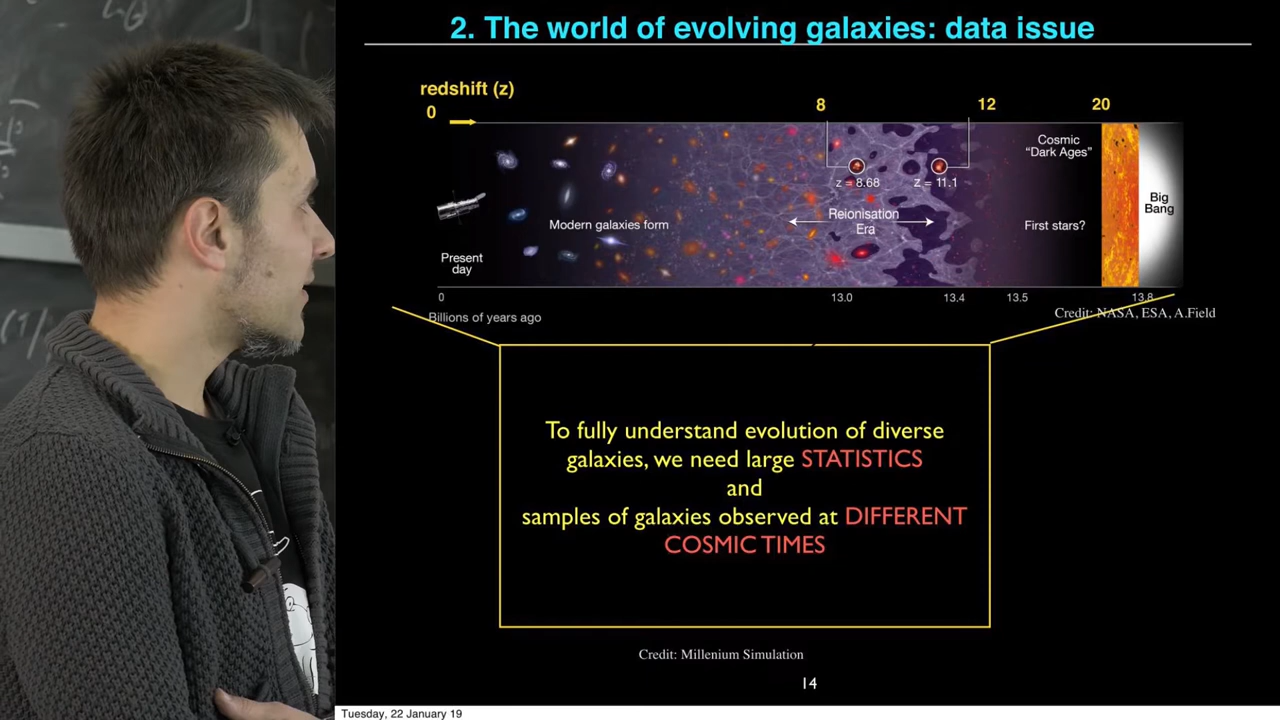 2. The world of evolving galaxies: data issue
redshift (z)
0
8
12
20
Cosmic
"Dark Ages"
z = 8.68
z = 11.1
Big
Bang
Reionisation
Era
Modern galaxies form
First stars?
Present
day
0
13.0
13.4
13.5
13.8
Billions of years ago
Credit: NASA, ESA, A.Field
To fully understand evolution of diverse
galaxies, we need large STATISTICS
and
samples of galaxies observed at DIFFERENT
COSMIC TIMES
Credit: Millenium Simulation
14
Tuesday, 22 January 19